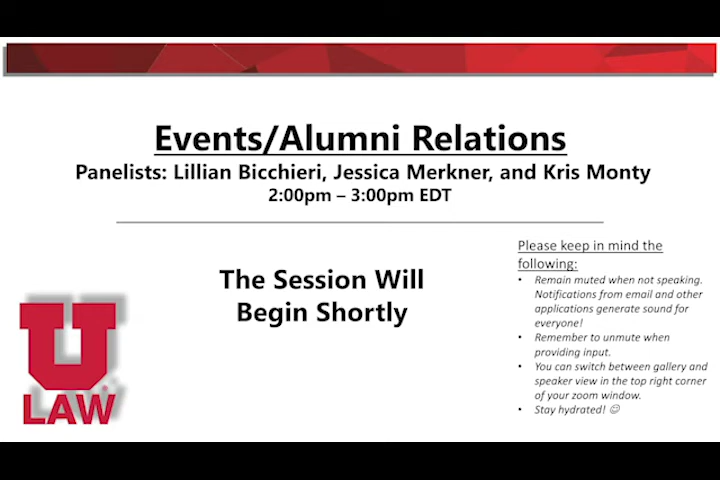 Events/Alumni Relations
Panelists: Lillian Bicchieri, Jessica Merkner, and Kris Monty
2:00pm – 3:00pm EDT
The Session Will
Begin Shortly
Please keep in mind the
following:
• Remain muted when not speaking.
Notifications from email and other
applications generate sound for
everyone!
• Remember to unmute when
providing input.
• You can switch between gallery and
speaker view in the top right corner
of your zoom window.
• Stay hydrated! ☺
U
LAW